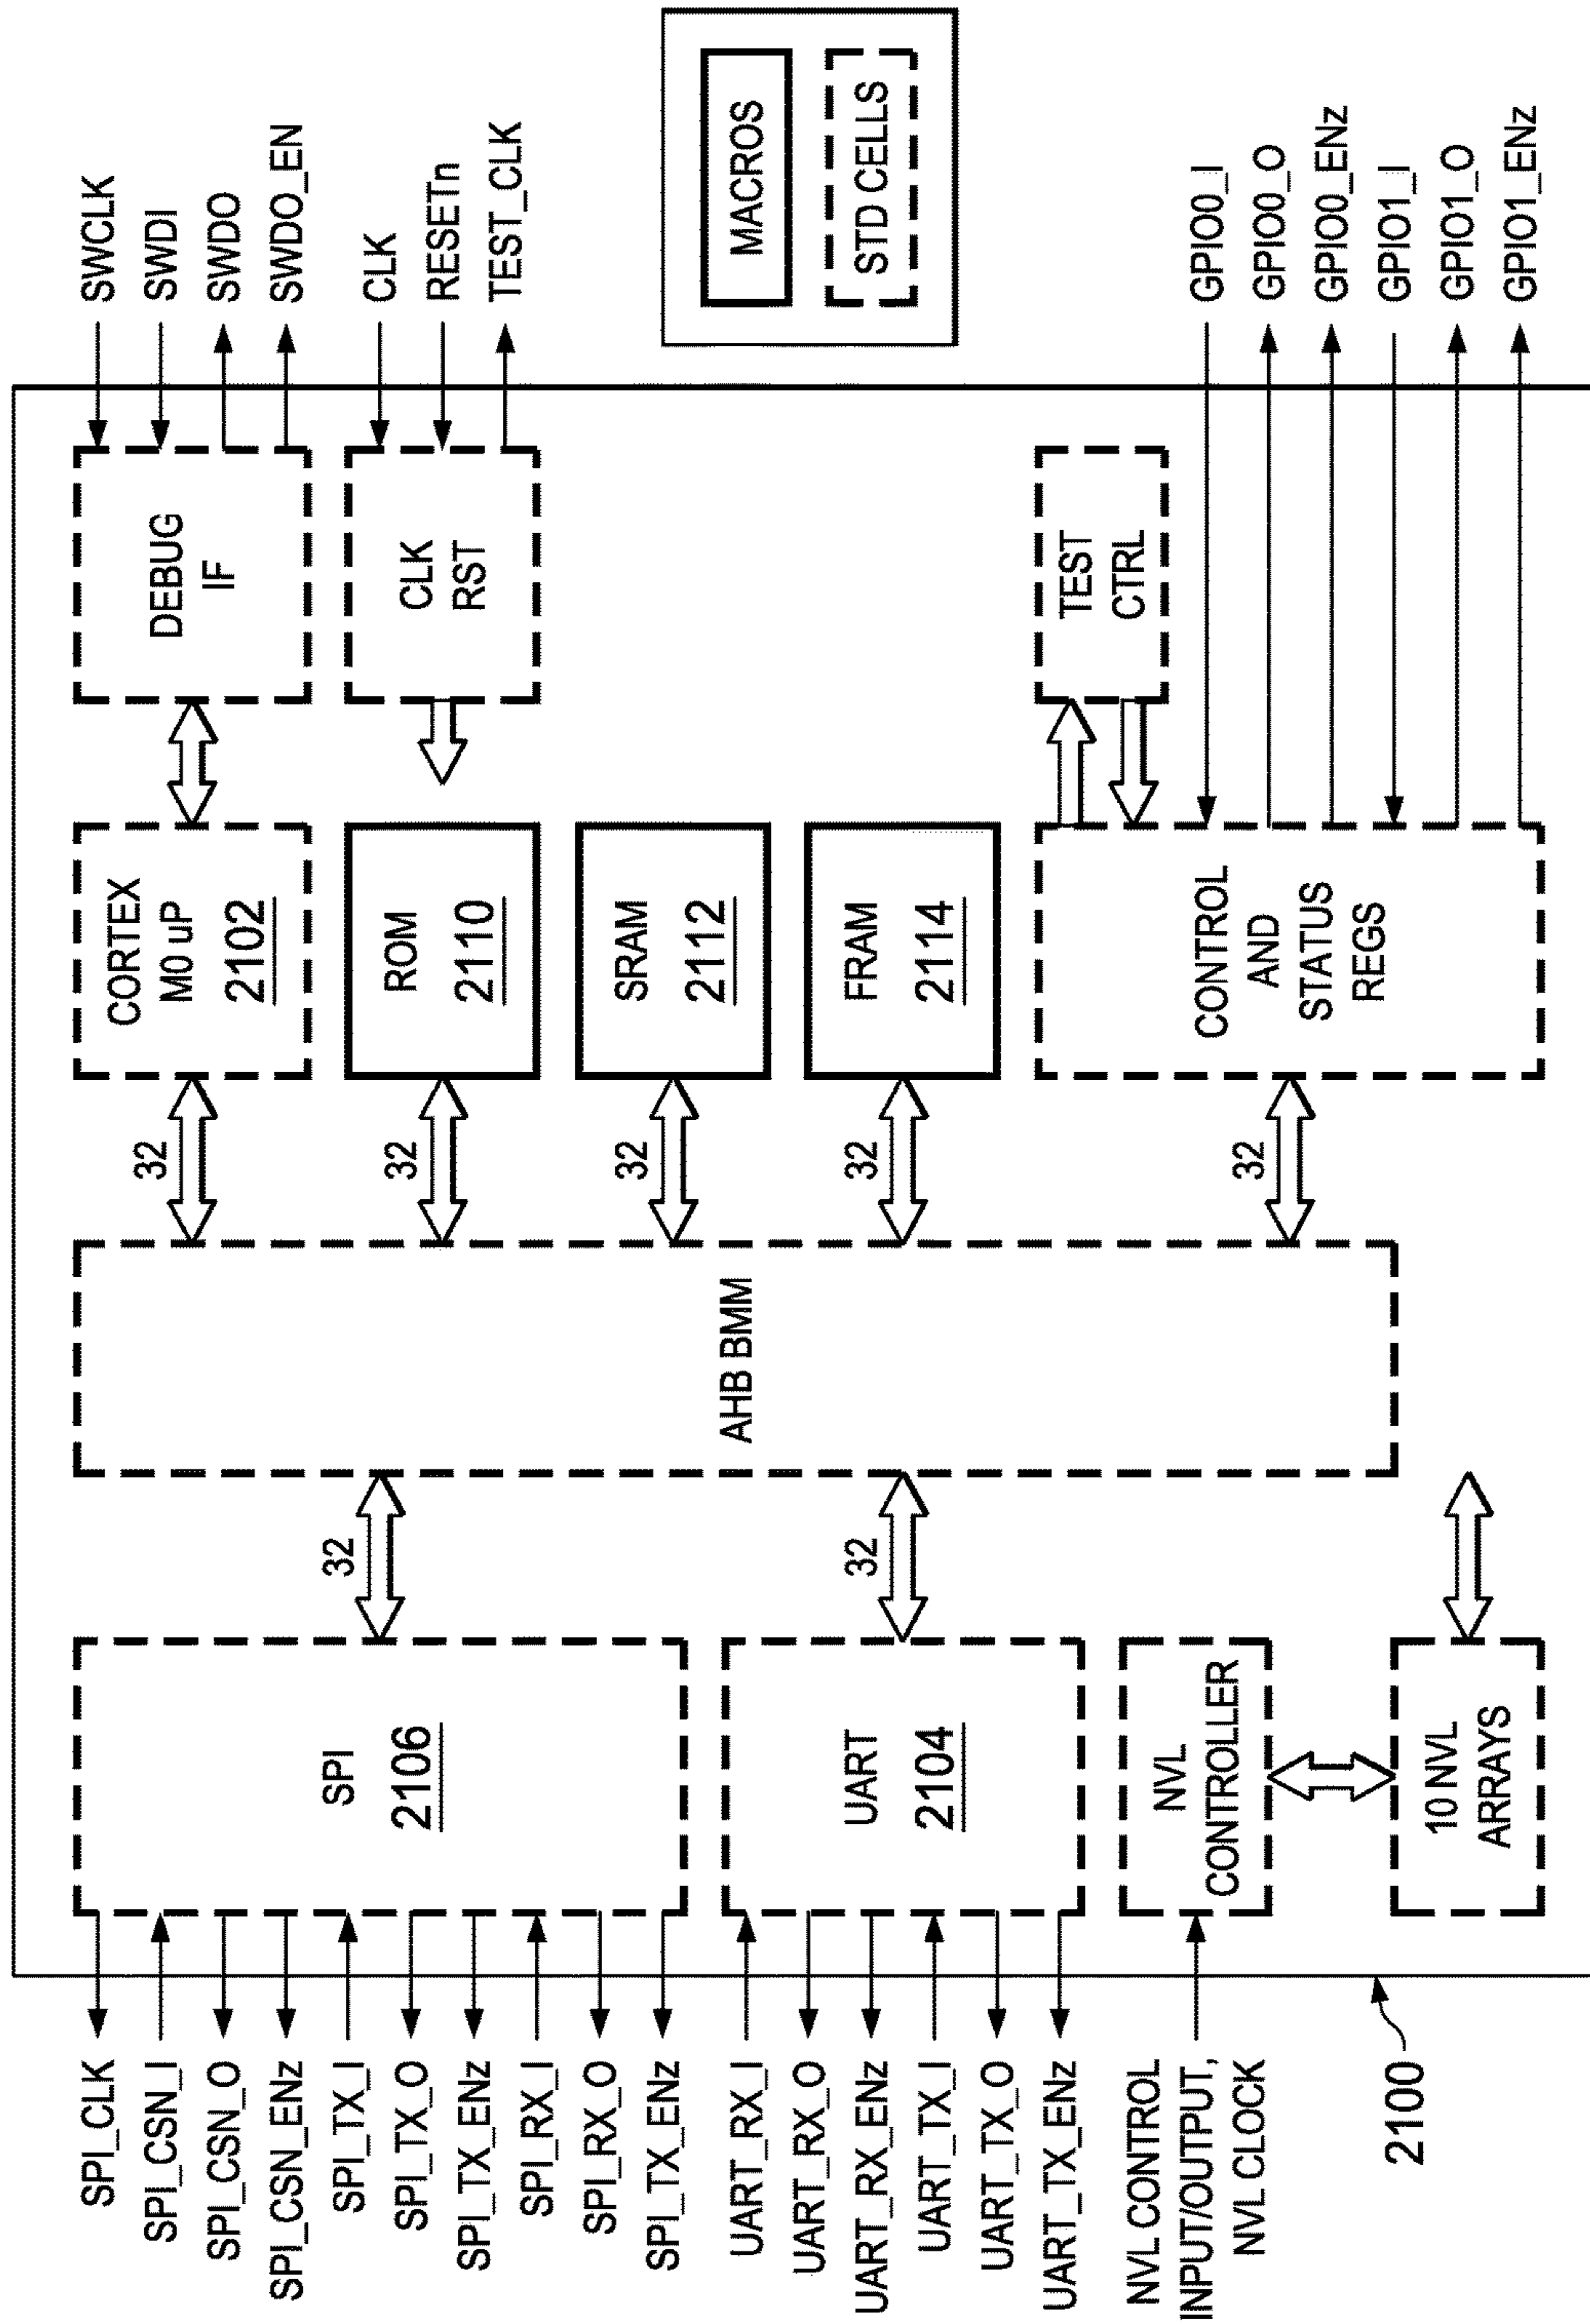 SPI_CLK
SPI_CSN_I
SPI_CSN_O
SPI_CSN_ENz
SPI_TX_I
SPI_TX_O
SPI_TX_ENz
SPI_RX_I
SPI_RX_O
SPI_TX_ENz
UART_RX_I
UART_RX_O
UART_RX_ENz
UART_TX_I
UART_TX_O
UART_TX_ENz
NVL CONTROL
INPUT/OUTPUT,
NVL CLOCK
2100
SPI
2106
UART
2104
NVL
CONTROLLER
10 NVL
ARRAYS
32
32
AHB BMM
32
32
32
32
32
CORTEX
M0 uP
2102
ROM
2110
SRAM
2112
FRAM
2114
CONTROL
AND
STATUS
REGS
DEBUG
IF
CLK
RST
TEST
CTRL
SWCLK
SWDI
SWDO
SWDO_EN
CLK
RESETn
TEST_CLK
MACROS
STD CELLS
GPIO0_I
GPIO0_O
GPIO0_ENz
GPIO1_I
GPIO1_O
GPIO1_ENz